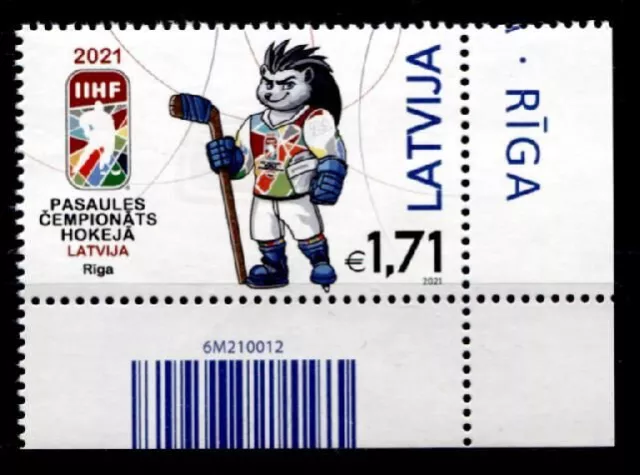 2021
IIHF
PASAULES
ČEMPIONĀTS
HOKEJĀ
LATVIJA
Rīga
LATVIJA
€1,71
2021
· RĪGA
6M210012